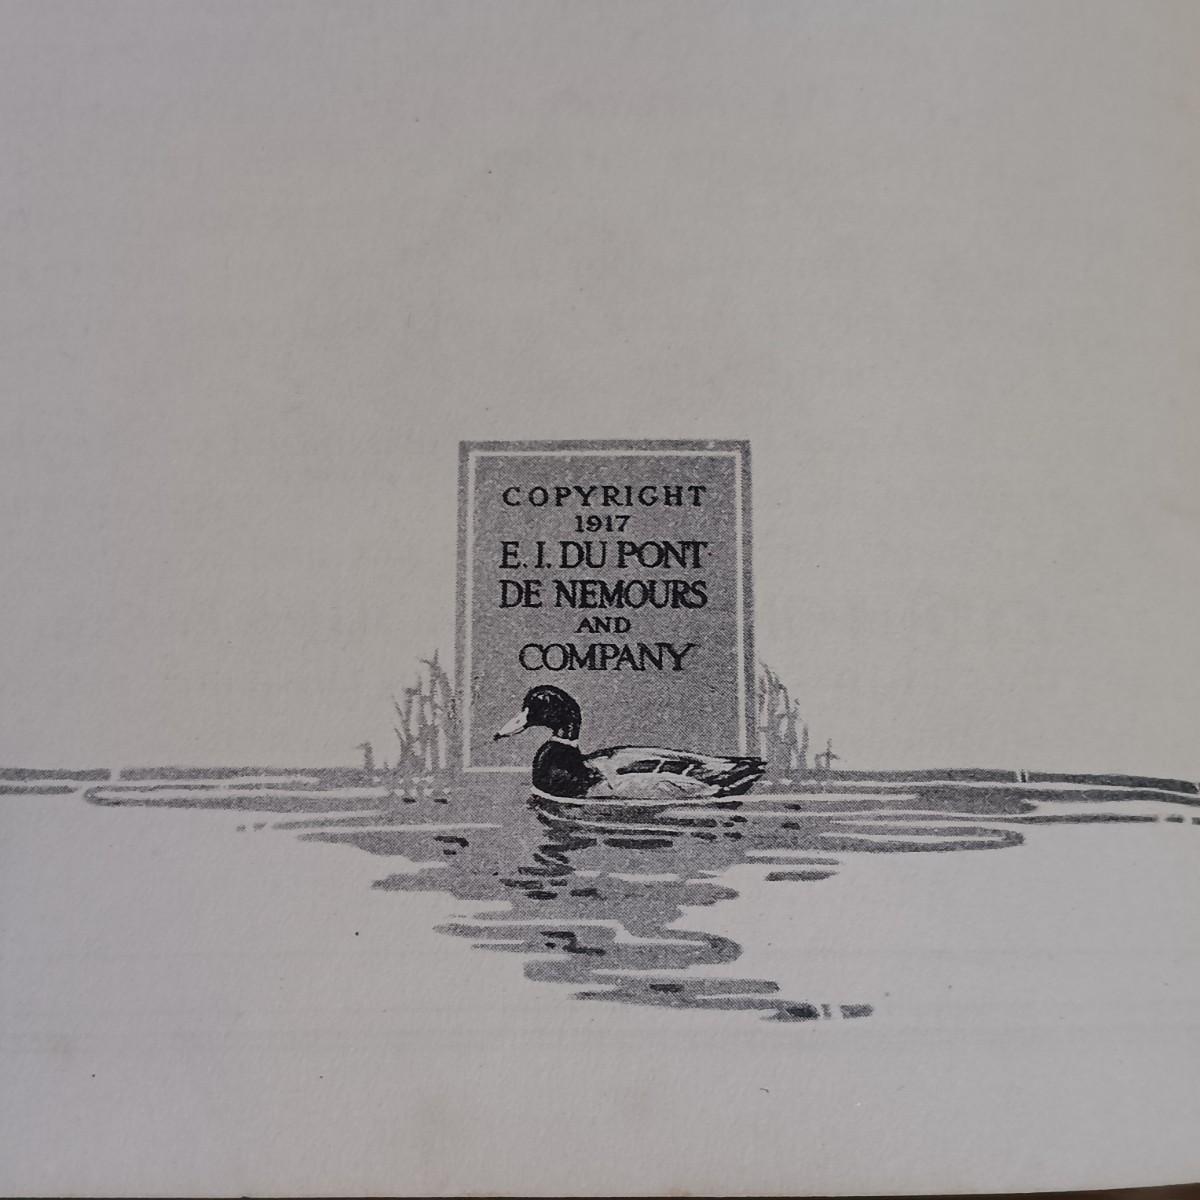 COPYRIGHT
1917
E. I. DU PONT
DE NEMOURS
AND
COMPANY